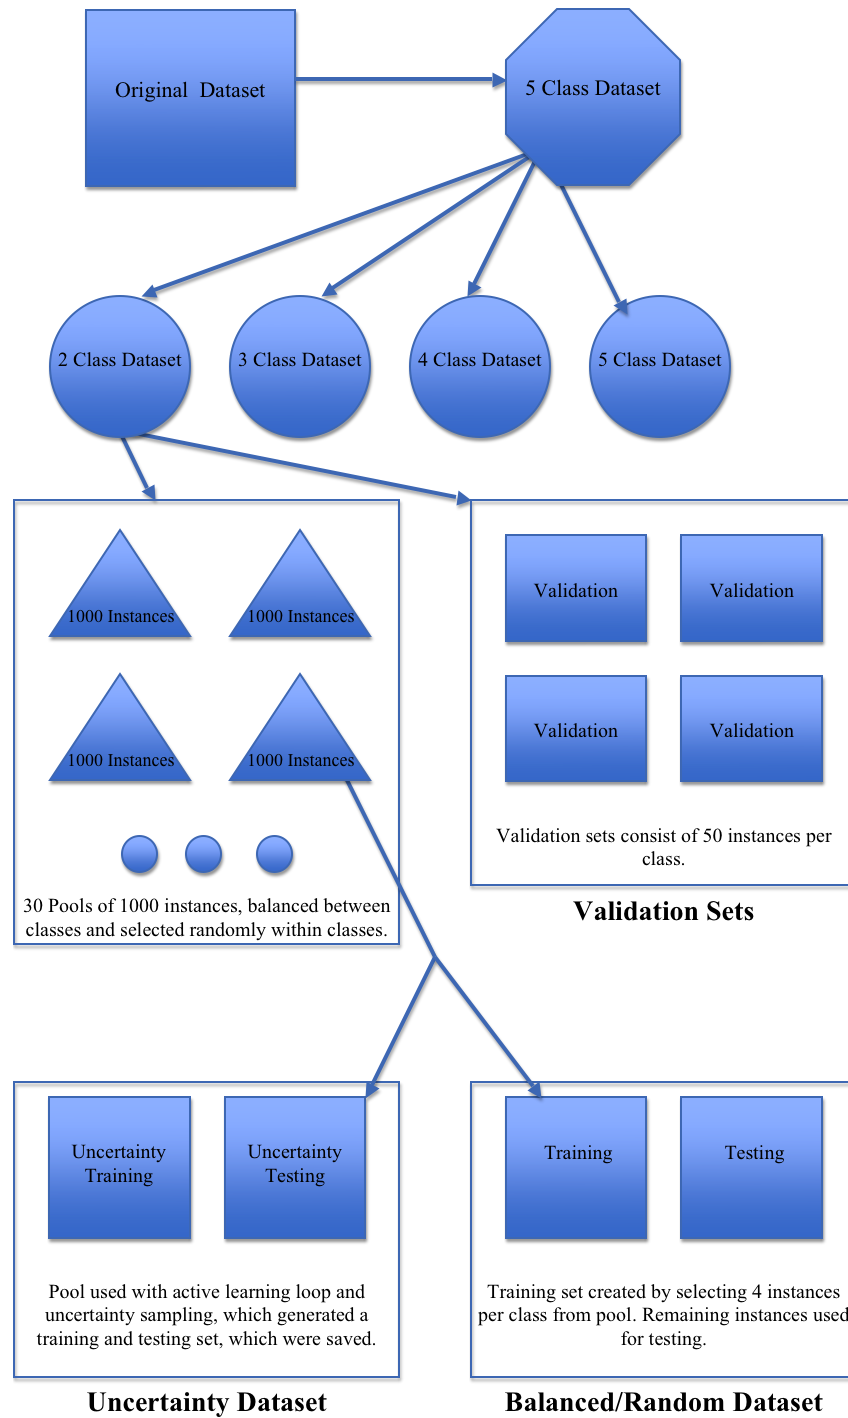 Original  Dataset
5 Class Dataset
2 Class Dataset
3 Class Dataset
4 Class Dataset
5 Class Dataset
1000 Instances
1000 Instances
1000 Instances
1000 Instances
30 Pools of 1000 instances, balanced between
classes and selected randomly within classes.
Validation
Validation
Validation
Validation
Validation sets consist of 50 instances per
class.
Validation Sets
Uncertainty
Training
Uncertainty
Testing
Pool used with active learning loop and
uncertainty sampling, which generated a
training and testing set, which were saved.
Uncertainty Dataset
Training
Testing
Training set created by selecting 4 instances
per class from pool. Remaining instances used
for testing.
Balanced/Random Dataset